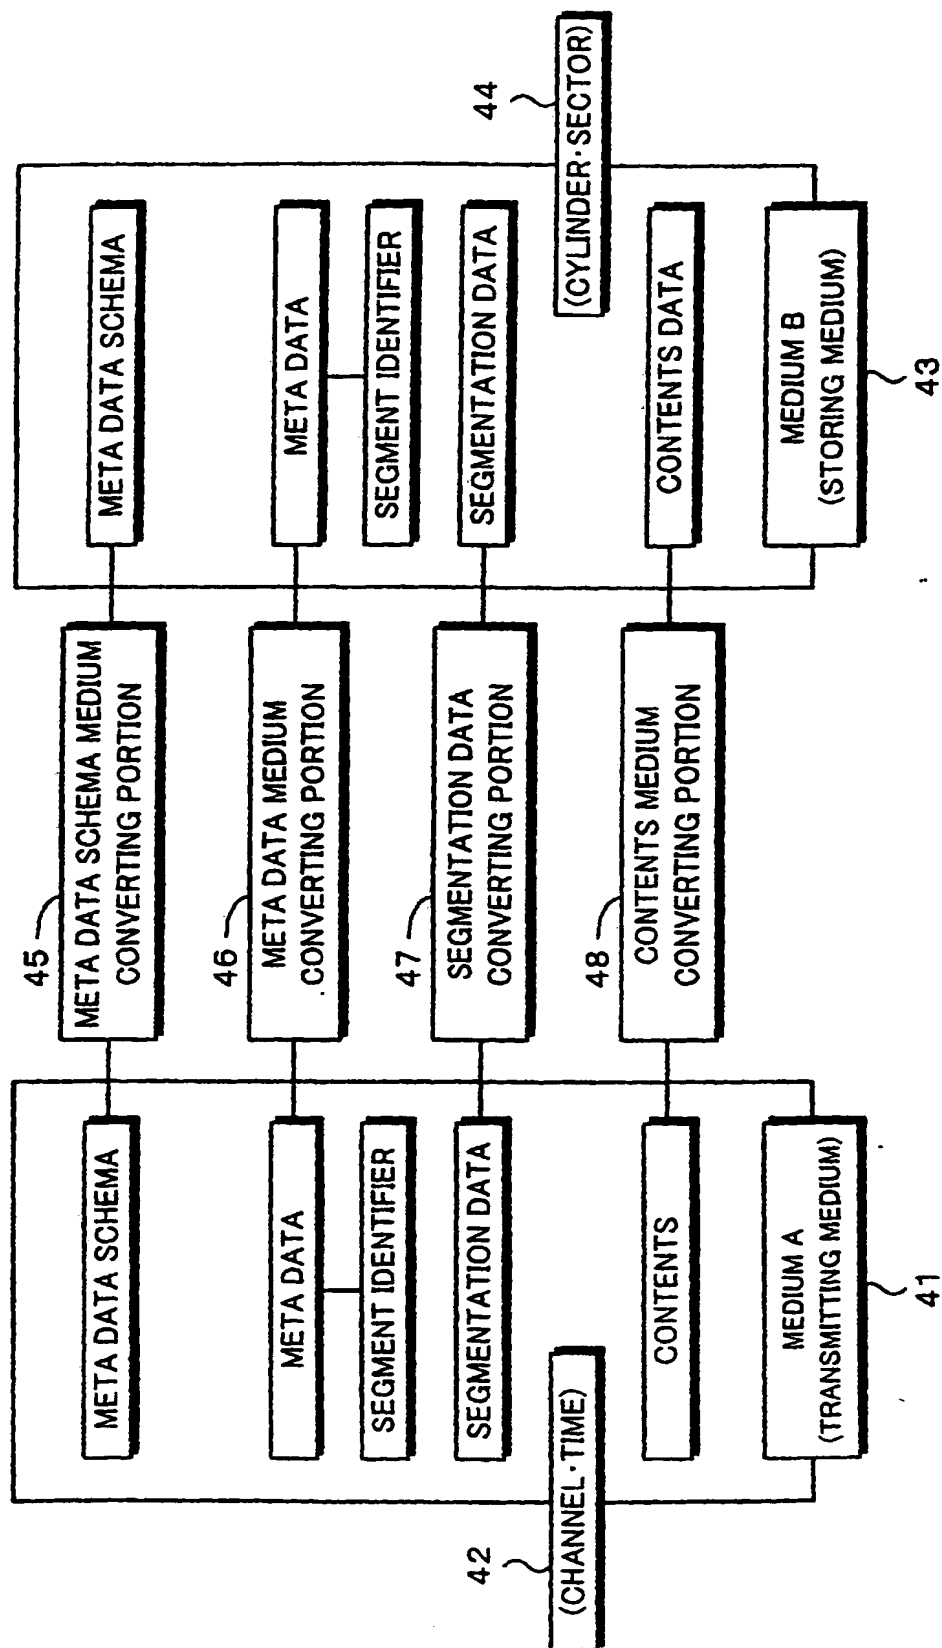 META DATA SCHEMA
META DATA
SEGMENT IDENTIFIER
SEGMENTATION DATA
42
(CHANNEL·TIME)
CONTENTS
MEDIUM A
(TRANSMITTING MEDIUM)
41
45
META DATA SCHEMA MEDIUM
CONVERTING PORTION
46
META DATA MEDIUM
CONVERTING PORTION
47
SEGMENTATION DATA
CONVERTING PORTION
48
CONTENTS MEDIUM
CONVERTING PORTION
META DATA SCHEMA
META DATA
SEGMENT IDENTIFIER
SEGMENTATION DATA
44
(CYLINDER·SECTOR)
CONTENTS DATA
MEDIUM B
(STORING MEDIUM)
43